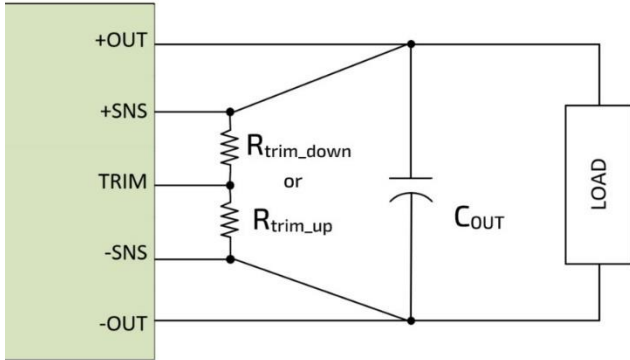 +OUT
+SNS
Rtrim_down
TRIM
or
LOAD
Rtrim_up
COUT
-SNS
-OUT